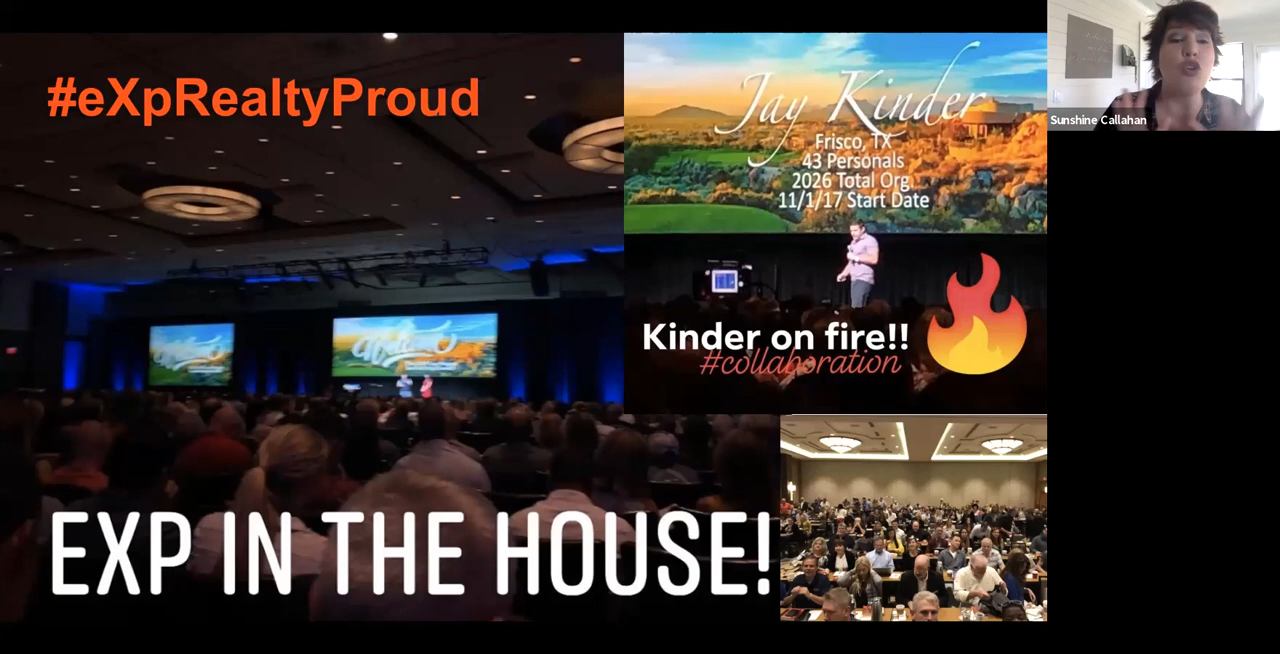 #eXpRealtyProud
Jay Kinder
Frisco, TX
43 Personals
2026 Total Org.
11/1/17 Start Date
Kinder on fire!!
#collaboration
EXP IN THE HOUSE!
Sunshine Callahan